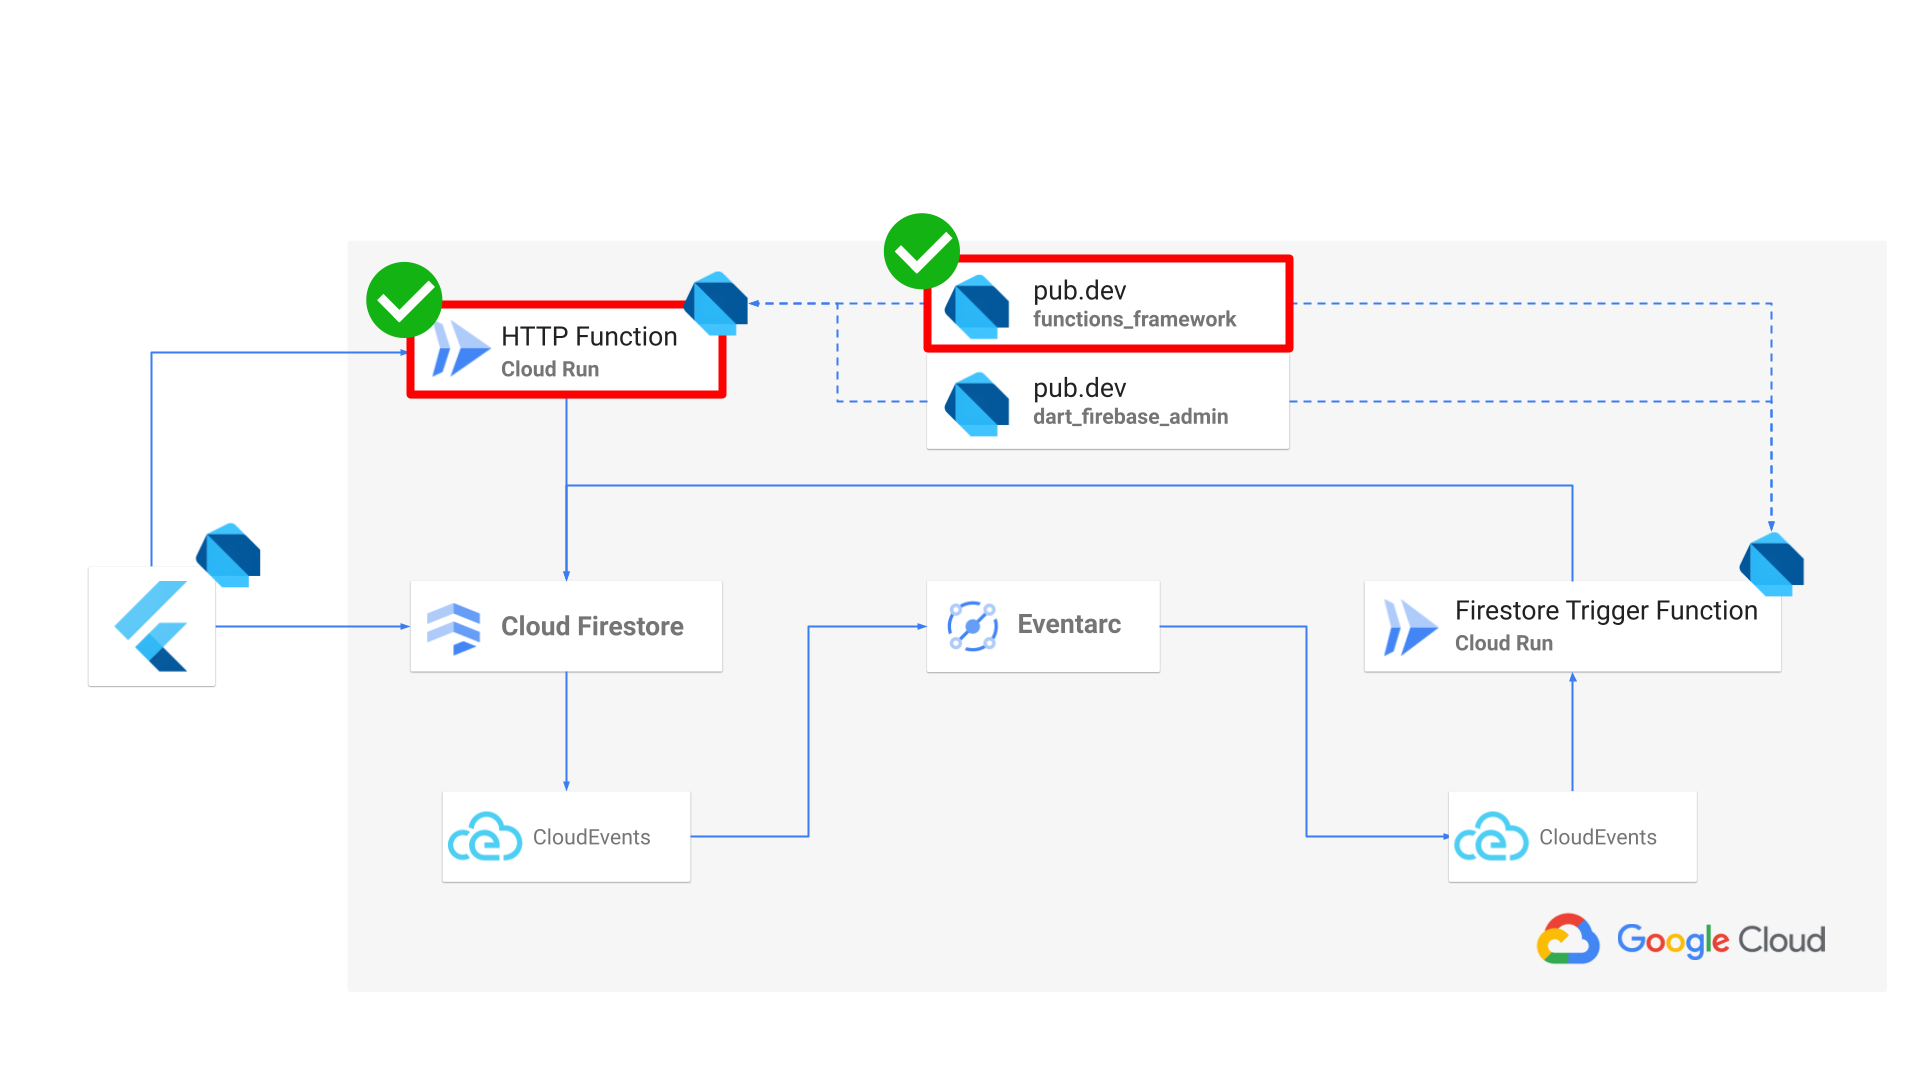 pub.dev
functions_framework
HTTP Function
Cloud Run
pub.dev
dart_firebase_admin
Cloud Firestore
Eventarc
Firestore Trigger Function
Cloud Run
CloudEvents
CloudEvents
Google Cloud